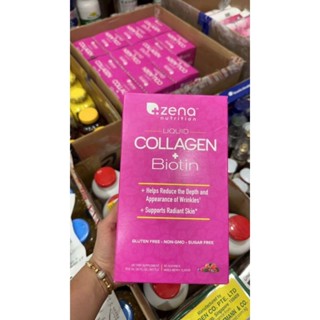 zena
nutrition
LIQUID
COLLAGEN
+
Biotin
+ Helps Reduce the Depth and
Appearance of Wrinkles*
+ Supports Radiant Skin*
GLUTEN FREE • NON-GMO • SUGAR FREE